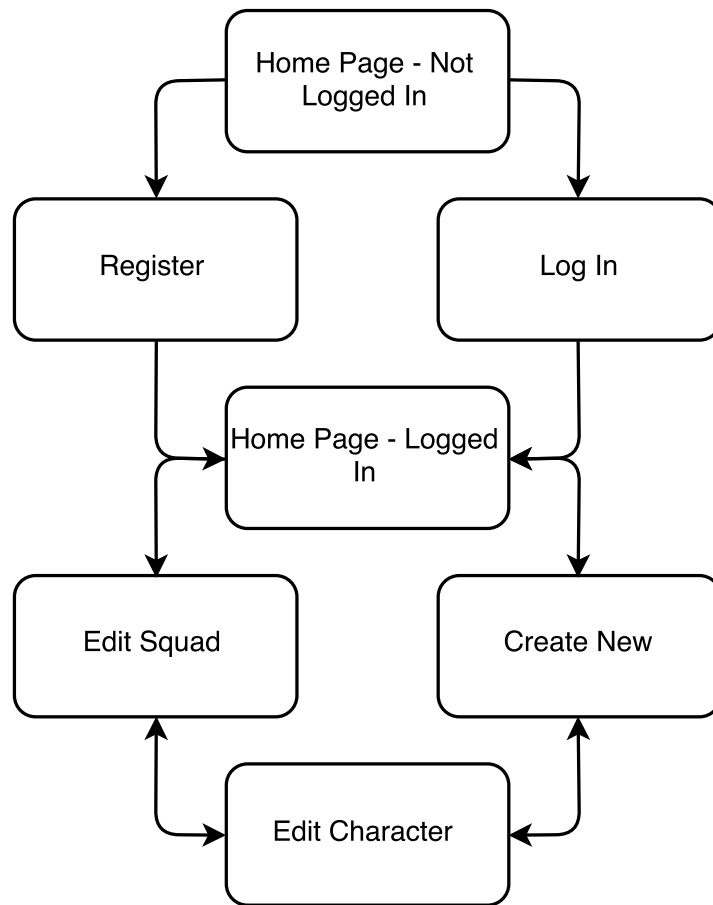 Home Page - Not
Logged In
Register
Log In
Home Page - Logged
In
Edit Squad
Create New
Edit Character